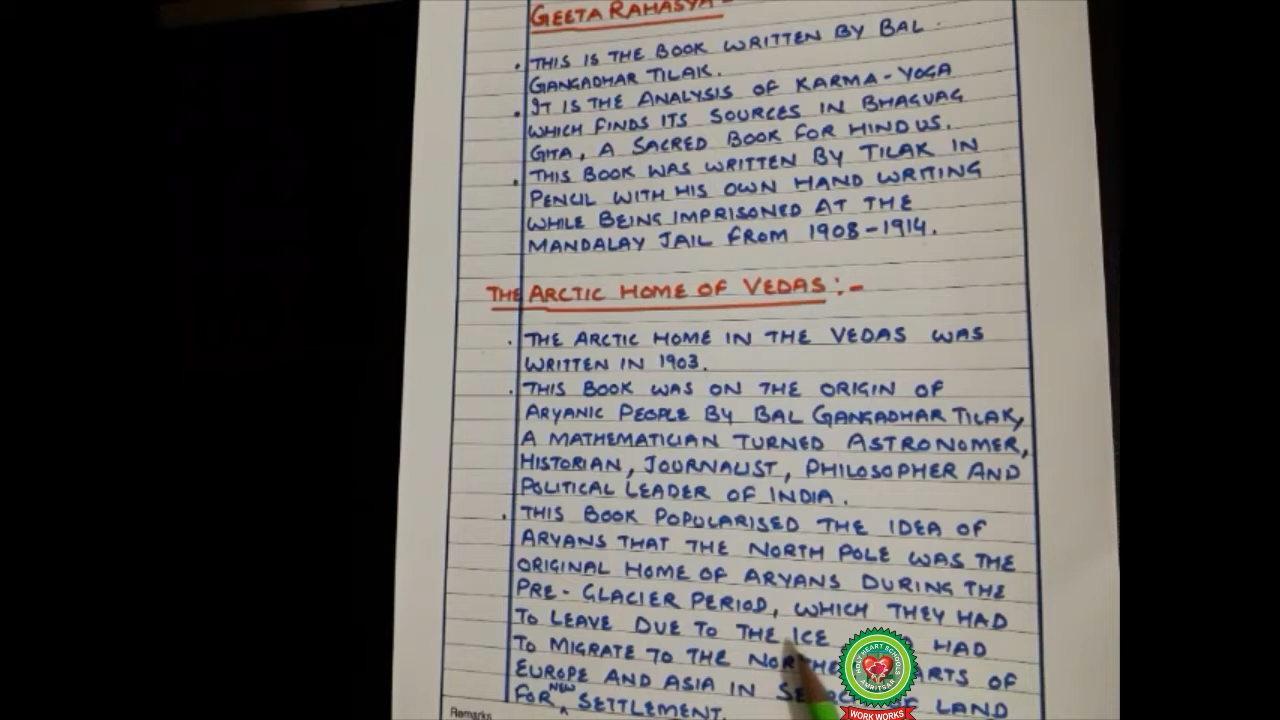 GEETA RAHASYA -
. THIS IS THE BOOK WRITTEN BY BAL
GANGADHAR TILAK.
. IT IS THE ANALYSIS OF KARMA-YOGA
WHICH FINDS ITS SOURCES IN BHAGVAG
GITA, A SACRED BOOK FOR HINDUS.
. THIS BOOK WAS WRITTEN BY TILAK IN
PENCIL WITH HIS OWN HAND WRITING
WHILE BEING IMPRISONED AT THE
MANDALAY JAIL FROM 1908-1914.
THE ARCTIC HOME OF VEDAS :-
. THE ARCTIC HOME IN THE VEDAS WAS
WRITTEN IN 1903.
. THIS BOOK WAS ON THE ORIGIN OF
ARYANIC PEOPLE BY BAL GANGADHAR TILAK,
A MATHEMATICIAN TURNED ASTRONOMER,
HISTORIAN, JOURNALIST, PHILOSOPHER AND
POLITICAL LEADER OF INDIA.
. THIS BOOK POPULARISED THE IDEA OF
ARYANS THAT THE NORTH POLE WAS THE
ORIGINAL HOME OF ARYANS DURING THE
PRE-GLACIER PERIOD, WHICH THEY HAD
TO LEAVE DUE TO THE ICE HAD
TO MIGRATE TO THE OF
EUROPE AND ASIA IN LAND
FOR NEW SETTLEMENT.
Remarks
HOLY HEART SCHOOLS
AMRITSAR
WORK WORKS